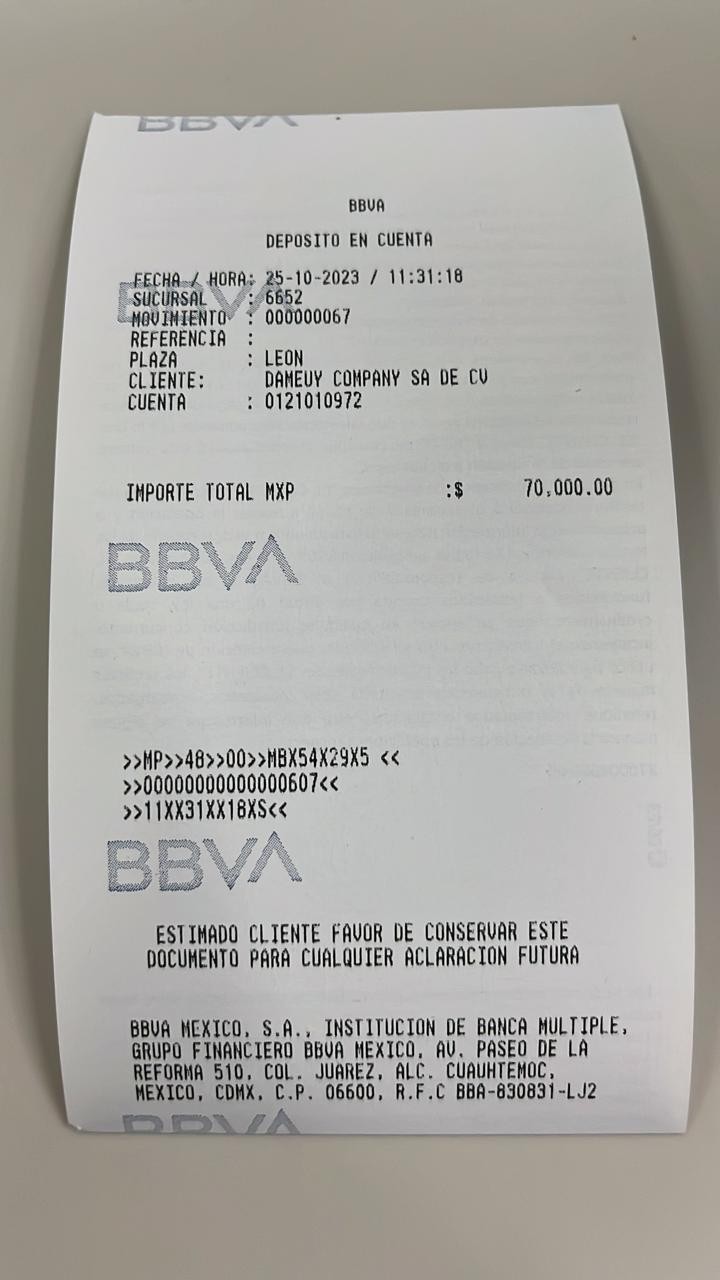 BBVA
BBVA
DEPOSITO EN CUENTA
FECHA / HORA: 25-10-2023 / 11:31:18
BBVA
SUCURSAL : 6652
MOVIMIENTO : 000000067
REFERENCIA :
PLAZA : LEON
CLIENTE: DAMEUY COMPANY SA DE CV
CUENTA : 0121010972
IMPORTE TOTAL MXP :$ 70,000.00
BBVA
>>MP>>48>>00>>MBX54X29X5 <<
>>00000000000000607<<
>>11XX31XX18XS<<
BBVA
ESTIMADO CLIENTE FAVOR DE CONSERVAR ESTE
DOCUMENTO PARA CUALQUIER ACLARACION FUTURA
BBVA MEXICO, S.A., INSTITUCION DE BANCA MULTIPLE,
GRUPO FINANCIERO BBVA MEXICO, AV. PASEO DE LA
REFORMA 510, COL. JUAREZ, ALC. CUAUHTEMOC,
MEXICO, CDMX, C.P. 06600, R.F.C BBA-830831-LJ2
BBVA